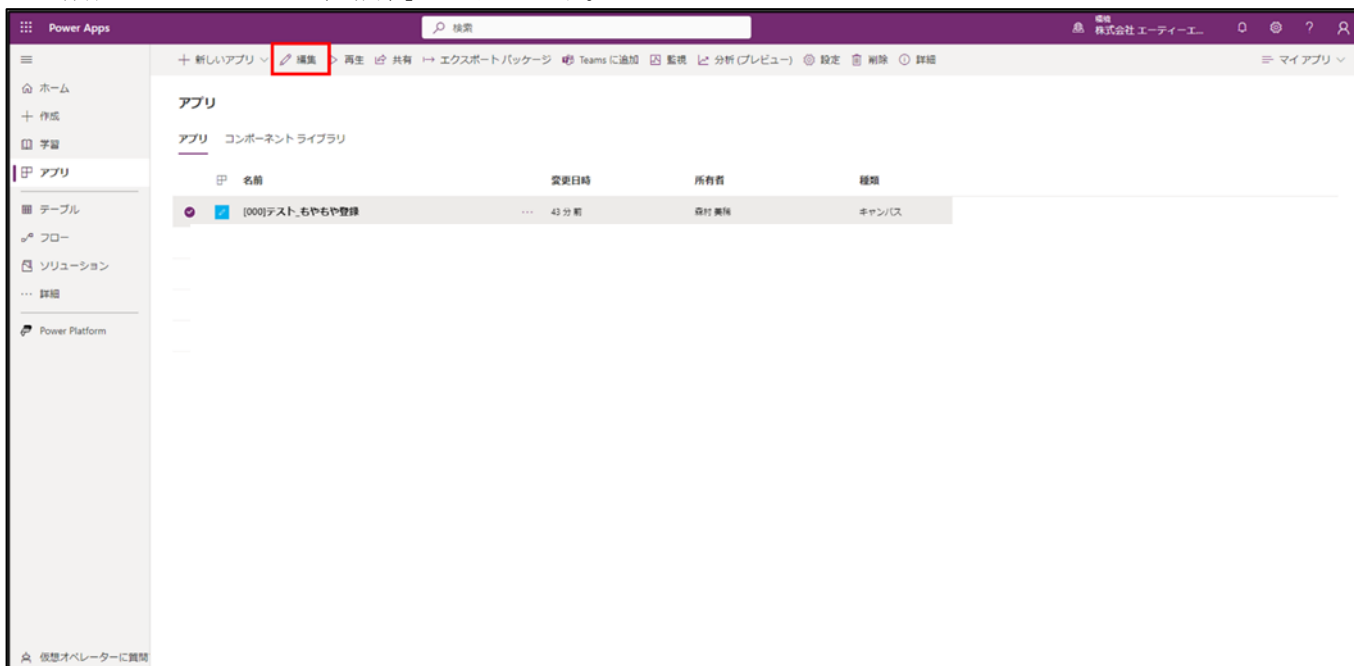 Power Apps
検索
環境
株式会社 エーティーエ...
新しいアプリ 編集 再生 共有 エクスポート パッケージ Teams に追加 監視 分析 (プレビュー) 設定 削除 詳細
マイ アプリ
ホーム
作成
学習
アプリ
テーブル
フロー
ソリューション
詳細
Power Platform
仮想オペレーターに質問
アプリ
アプリ コンポーネント ライブラリ
名前 変更日時 所有者 種類
[000]テスト_もやもや登録 ... 43 分前 キャンバス